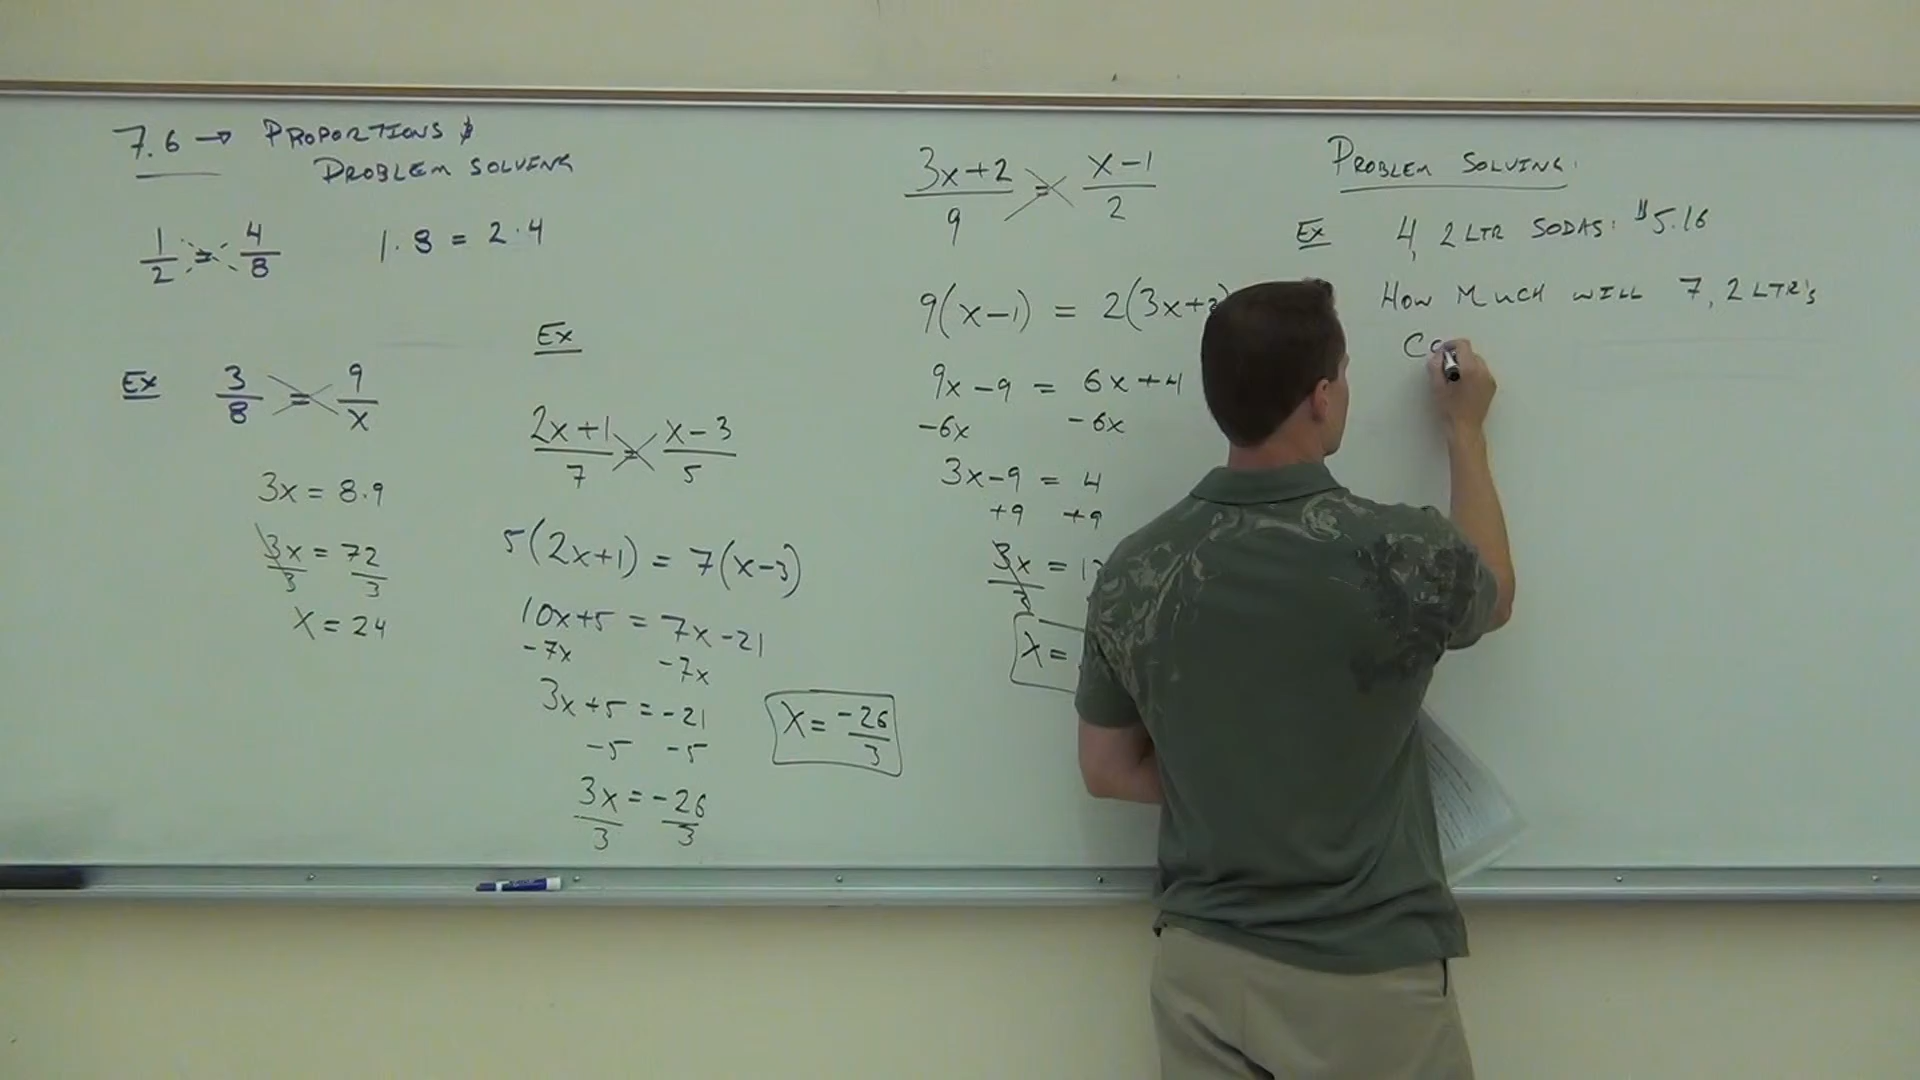 7.6 → PROPORTIONS &
PROBLEM SOLVING
1/2 = 4/8
1·8 = 2·4
Ex 3/8 = 9/x
3x = 8·9
3x/3 = 72/3
x = 24
Ex
(2x+1)/7 = (x-3)/5
5(2x+1) = 7(x-3)
10x+5 = 7x-21
-7x -7x
3x+5 = -21
-5 -5
3x/3 = -26/3
x = -26/3
(3x+2)/9 = (x-1)/2
9(x-1) = 2(3x+
9x-9 = 6x+4
-6x -6x
3x-9 = 4
+9 +9
3x/3 = 1
x =
PROBLEM SOLVING:
Ex 4, 2 LTR SODAS: $5.16
HOW MUCH WILL 7, 2 LTR's